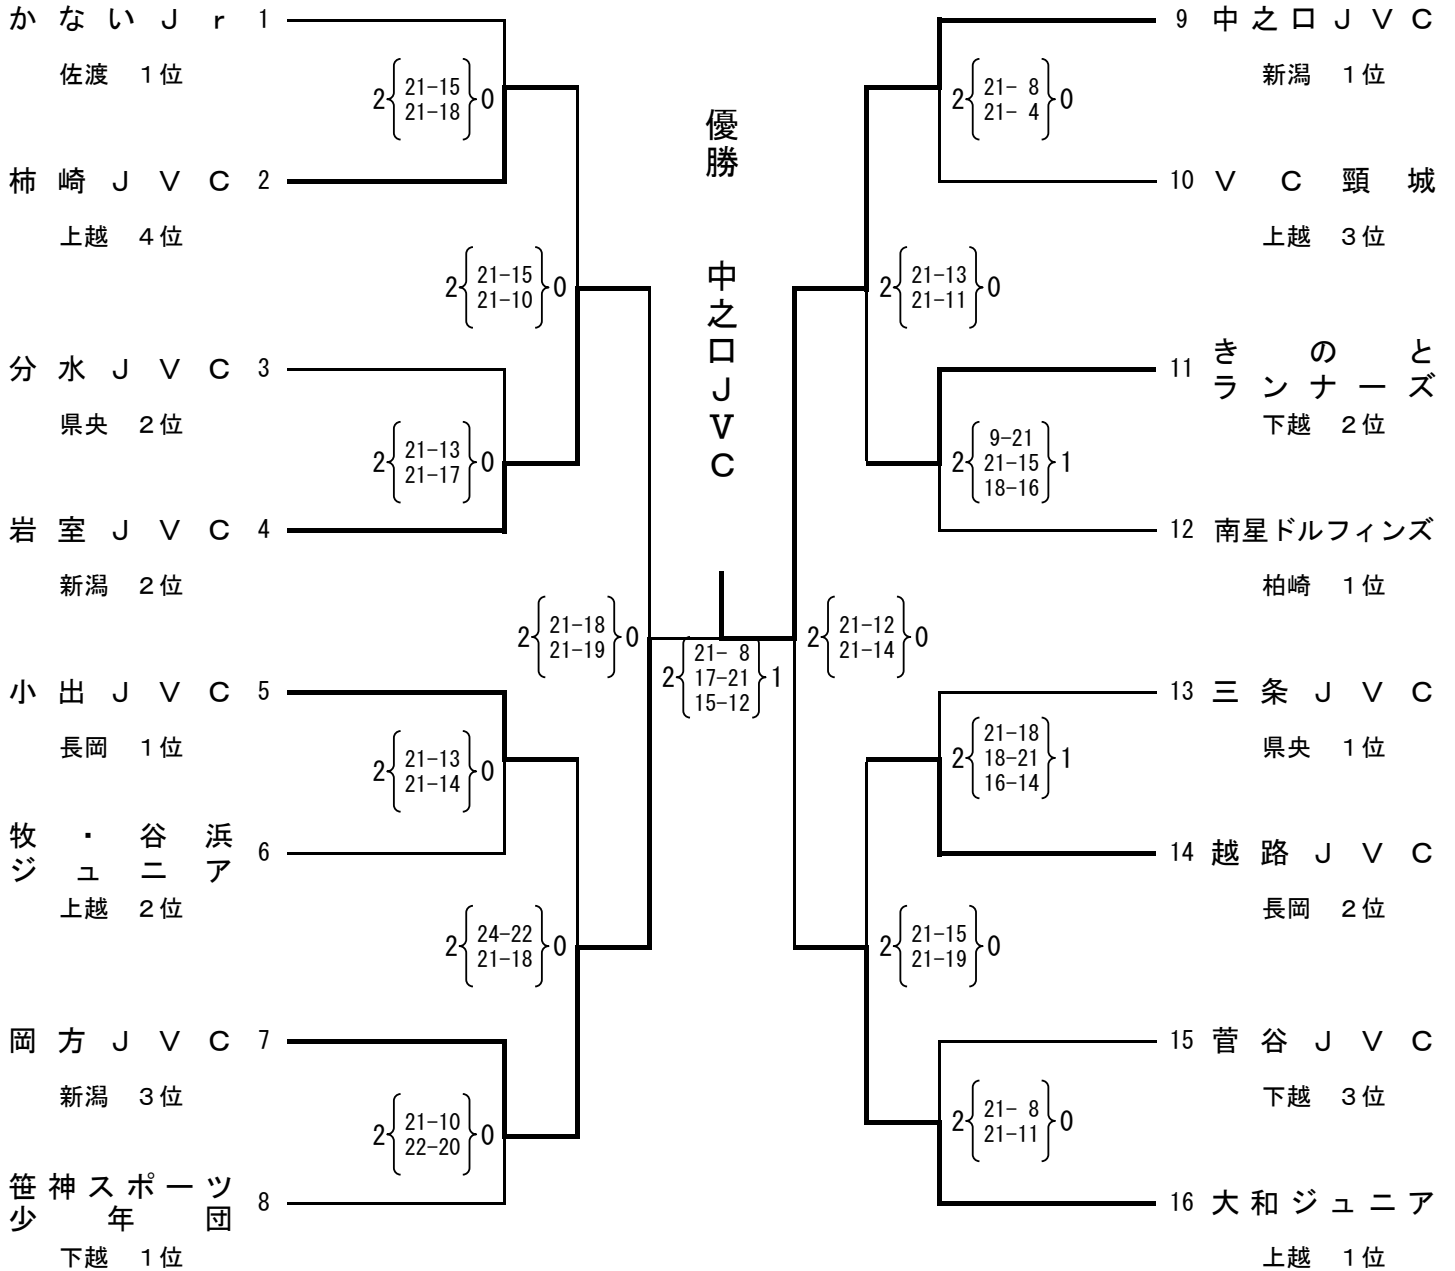 かないＪｒ 1
佐渡　１位
2 21-15 0
21-18
柿崎ＪＶＣ 2
上越　４位
2 21-15 0
21-10
分水ＪＶＣ 3
県央　２位
2 21-13 0
21-17
岩室ＪＶＣ 4
新潟　２位
2 21-18 0
21-19
小出ＪＶＣ 5
長岡　１位
2 21-13 0
21-14
牧・谷浜
ジュニア 6
上越　２位
2 24-22 0
21-18
岡方ＪＶＣ 7
新潟　３位
2 21-10 0
22-20
笹神スポーツ
少年団 8
下越　１位
優勝　中之口ＪＶＣ
2 21- 8 1
17-21
15-12
9 中之口ＪＶＣ
新潟　１位
2 21- 8 0
21- 4
10 ＶＣ頸城
上越　３位
2 21-13 0
21-11
11 きのと
ランナーズ
下越　２位
2 9-21 1
21-15
18-16
12 南星ドルフィンズ
柏崎　１位
2 21-12 0
21-14
13 三条ＪＶＣ
県央　１位
2 21-18 1
18-21
16-14
14 越路ＪＶＣ
長岡　２位
2 21-15 0
21-19
15 菅谷ＪＶＣ
下越　３位
2 21- 8 0
21-11
16 大和ジュニア
上越　１位